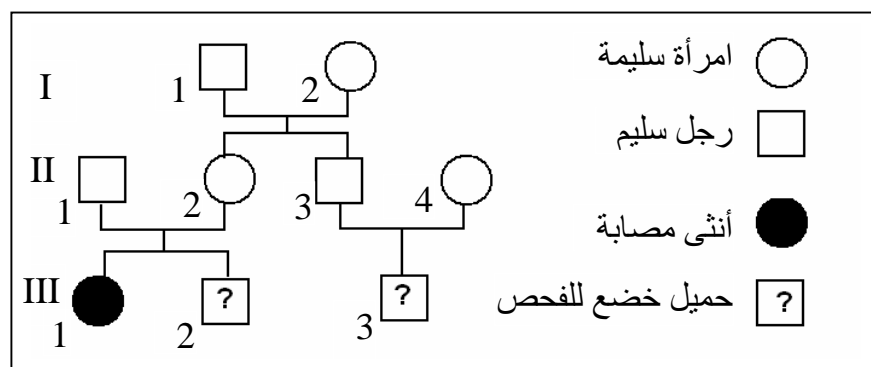 I
1 2
II
1 2 3 4
III
? ?
1 2 3
امرأة سليمة
رجل سليم
أنثى مصابة
حميل خضع للفحص ?